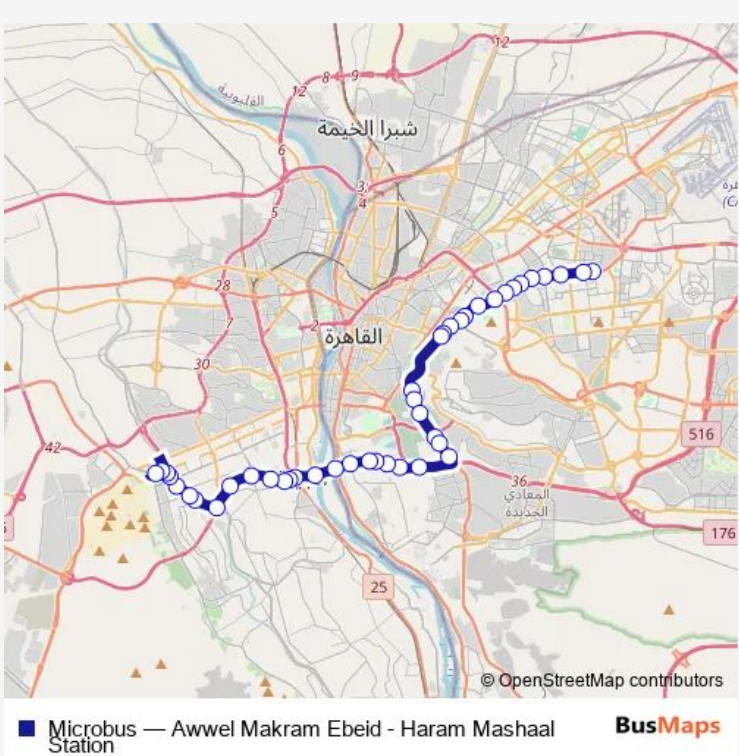 12
9
8
12
القليوبية
شبرا الخيمة
6
3;
4
5
28
7
2
القاهرة
30
516
42
36
المعادي
الجديدة
176
25
© OpenStreetMap contributors
Microbus — Awwel Makram Ebeid - Haram Mashaal
Station
BusMaps